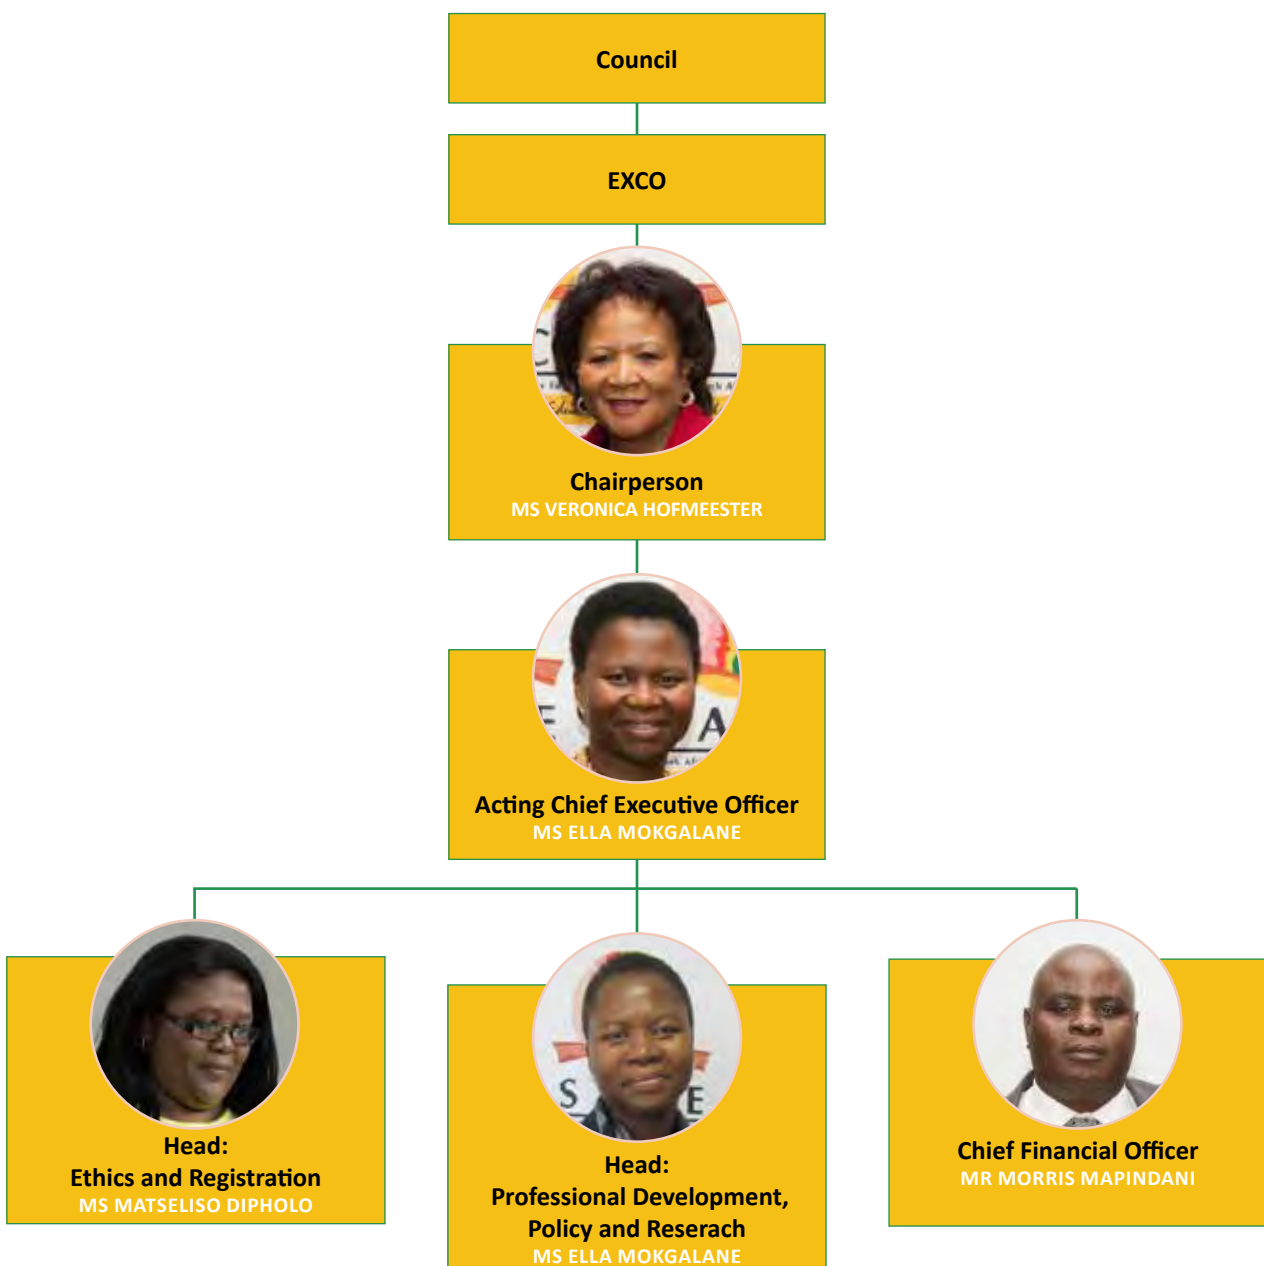 Council
EXCO
Chairperson
MS VERONICA HOFMEESTER
Acting Chief Executive Officer
MS ELLA MOKGALANE
Head:
Ethics and Registration
MS MATSELISO DIPHOLO
Head:
Professional Development,
Policy and Reserach
MS ELLA MOKGALANE
Chief Financial Officer
MR MORRIS MAPINDANI